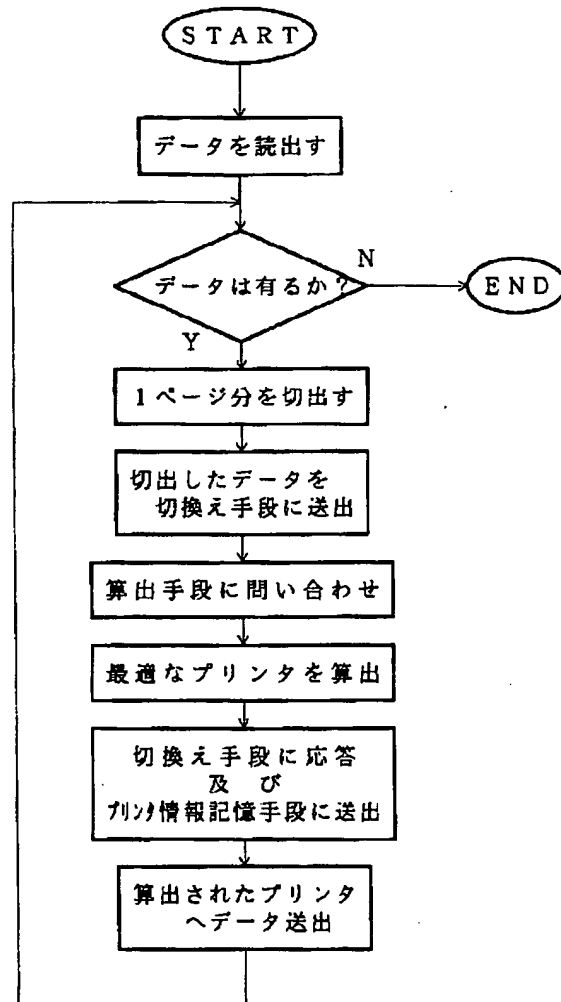 START
データを読出す
データは有るか?
N
END
Y
1ページ分を切出す
切出したデータを
切換え手段に送出
算出手段に問い合わせ
最適なプリンタを算出
切換え手段に応答
及び
プリンタ情報記憶手段に送出
算出されたプリンタ
へデータ送出